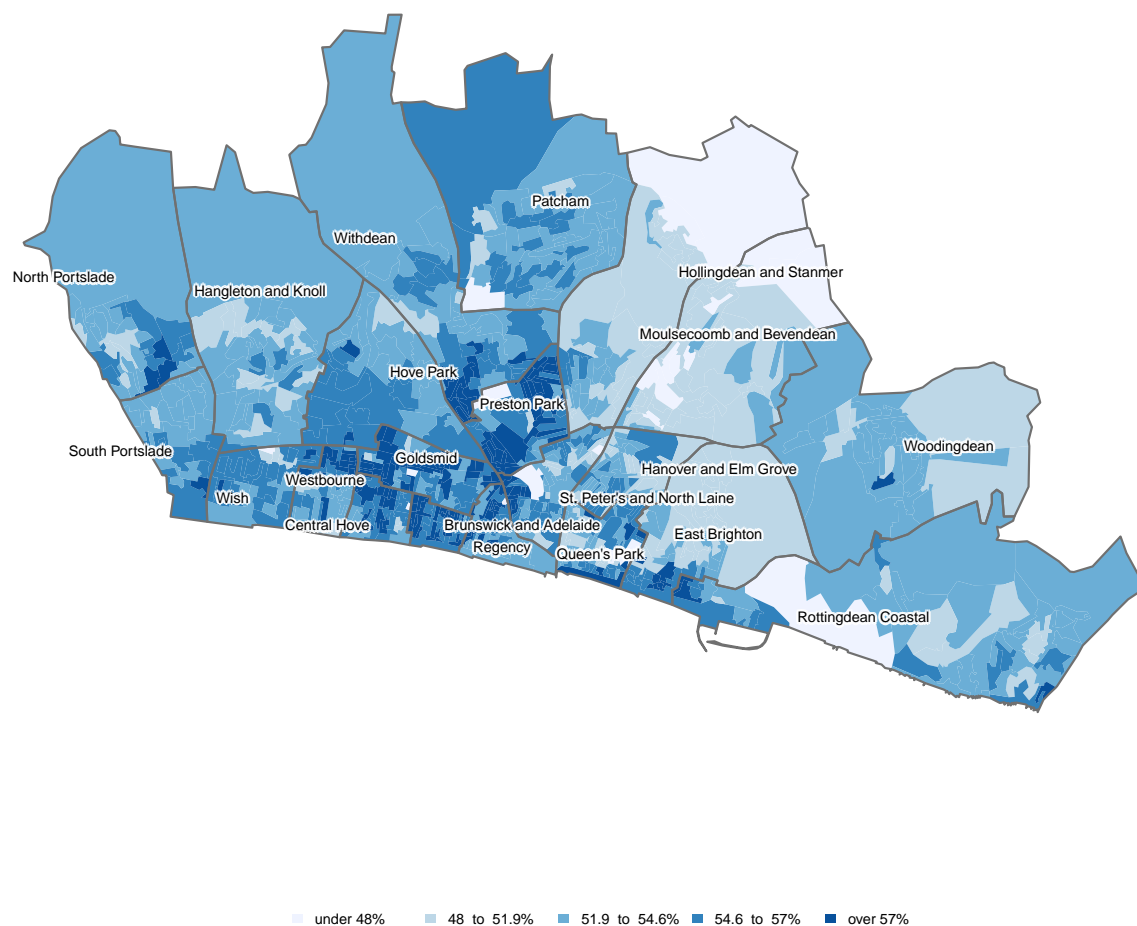 Patcham
Withdean
Hollingdean and Stanmer
North Portslade
Hangleton and Knoll
Moulsecoomb and Bevendean
Hove Park
Preston Park
Woodingdean
South Portslade
Goldsmid
Hanover and Elm Grove
Westbourne
Wish
St. Peter's and North Laine
Central Hove
Brunswick and Adelaide
East Brighton
Regency
Queen's Park
Rottingdean Coastal
under 48%
48 to 51.9%
51.9 to 54.6%
54.6 to 57%
over 57%